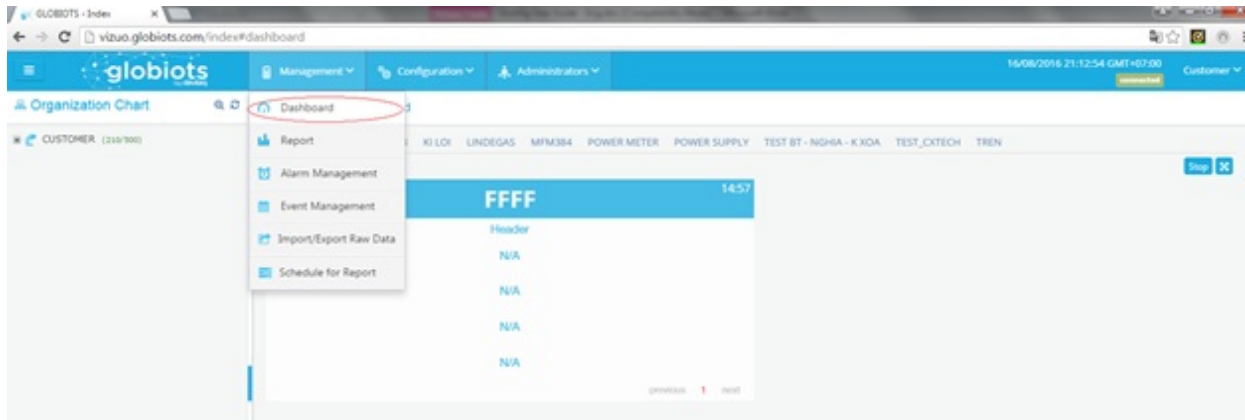 GLOBIOTS - Index
vizuo.globiots.com/index#dashboard
globiots
Management
Configuration
Administrators
16/08/2016 21:12:54 GMT+07:00
connected
Customer
Organization Chart
CUSTOMER (210/300)
Dashboard
Report
Alarm Management
Event Management
Import/Export Raw Data
Schedule for Report
KI LOI LINDEGAS MFM384 POWER METER POWER SUPPLY TEST BT - NGHIA - K XOA TEST_CXTECH TREN
Stop
FFFF
14:57
Header
N/A
N/A
N/A
N/A
previous 1 next